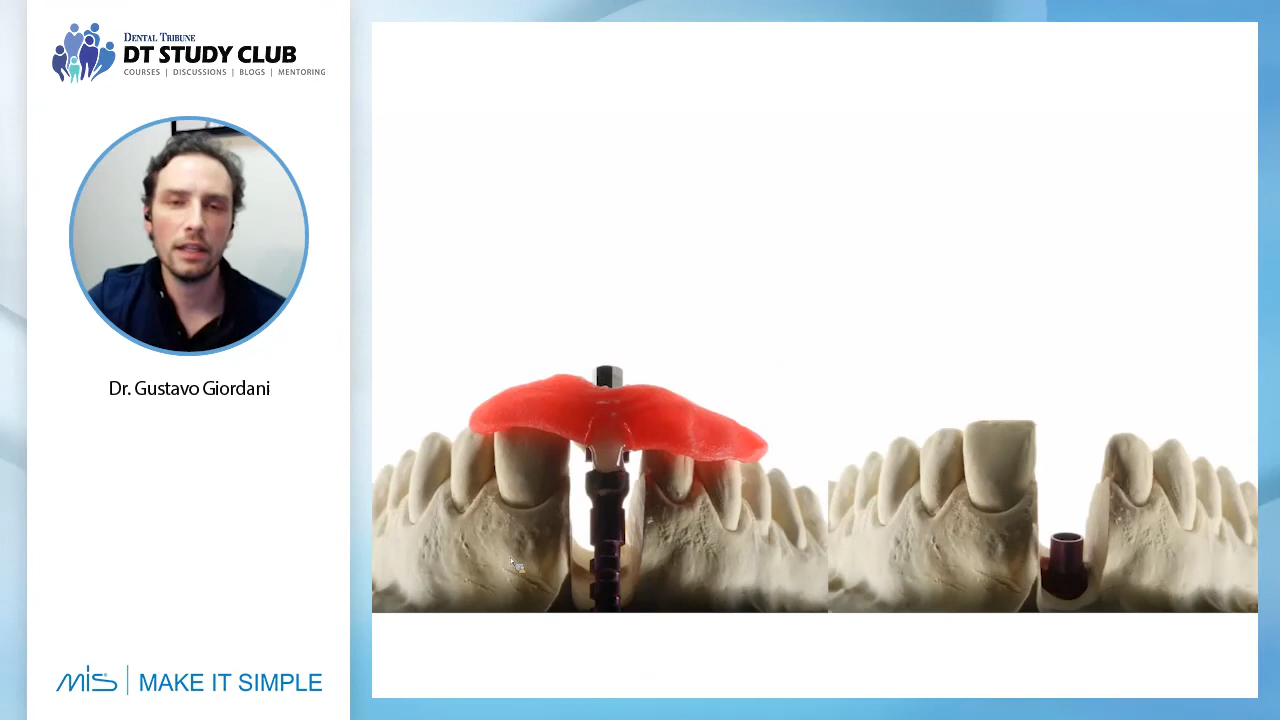 DENTAL TRIBUNE
DT STUDY CLUB
COURSES | DISCUSSIONS | BLOGS | MENTORING
Dr. Gustavo Giordani
mis | MAKE IT SIMPLE